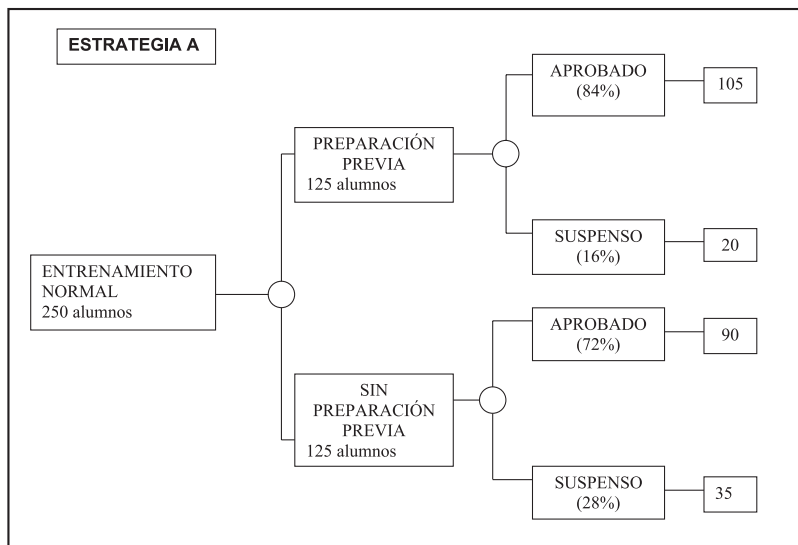 ESTRATEGIA A
APROBADO
(84%)
105
PREPARACIÓN
PREVIA
125 alumnos
SUSPENSO
(16%)
20
ENTRENAMIENTO
NORMAL
250 alumnos
APROBADO
(72%)
90
SIN
PREPARACIÓN
PREVIA
125 alumnos
SUSPENSO
(28%)
35